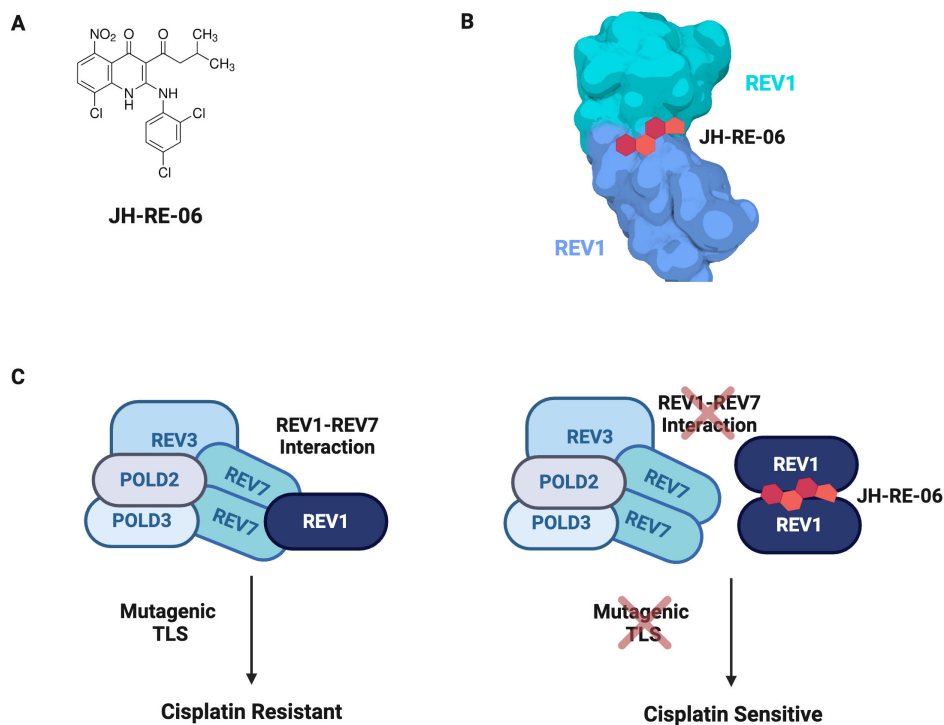 A
NO₂
O
O
CH₃
CH₃
N
H
NH
Cl
Cl
Cl
JH-RE-06
B
REV1
JH-RE-06
REV1
C
REV3
POLD2
POLD3
REV7
REV7
REV1
REV1-REV7
Interaction
Mutagenic
TLS
Cisplatin Resistant
REV3
POLD2
POLD3
REV7
REV7
REV1-REV7
Interaction
REV1
JH-RE-06
REV1
Mutagenic
TLS
Cisplatin Sensitive